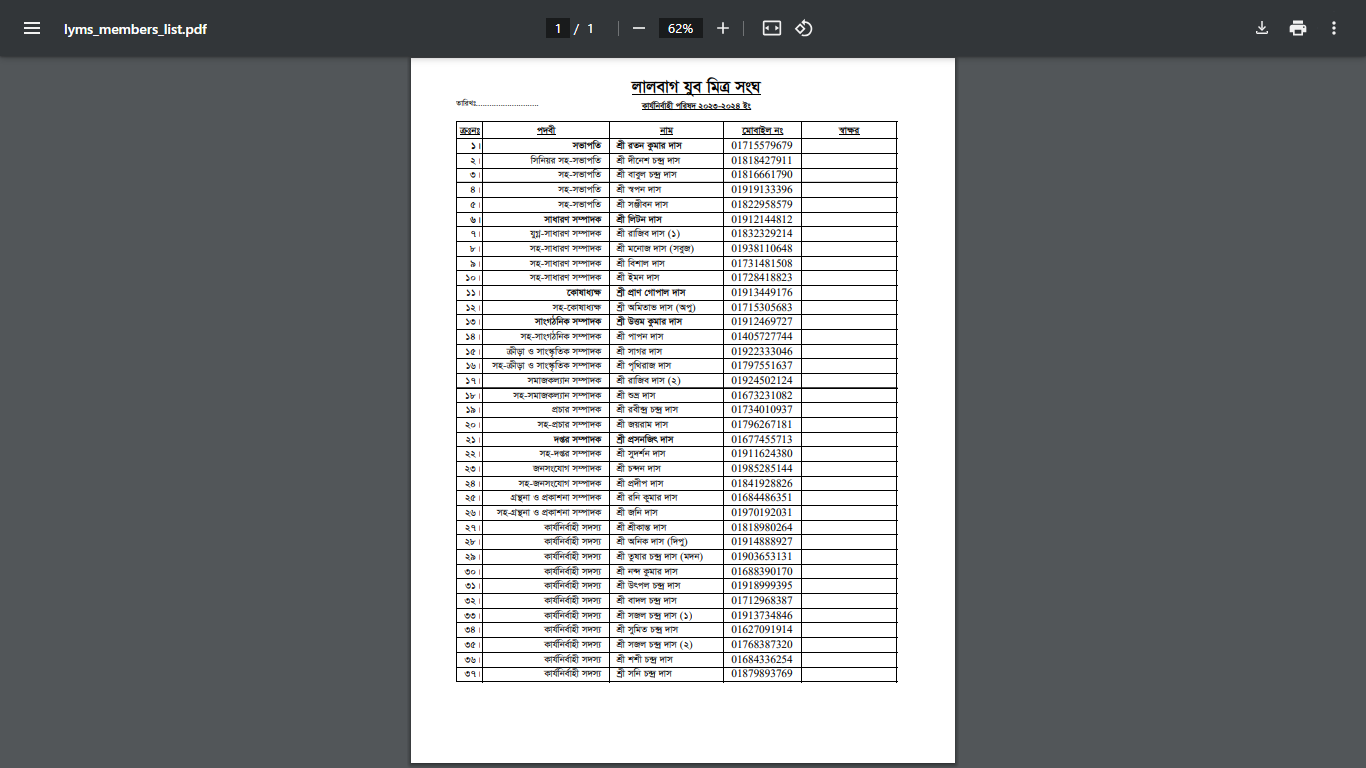 lyms_members_list.pdf
1 / 1
62%
লালবাগ যুব মিত্র সংঘ
তারিখঃ.............................
কার্যনির্বাহী পরিষদ ২০২৩-২০২৪ ইং
ক্রঃনঃ পদবী নাম মোবাইল নং স্বাক্ষর
১। সভাপতি শ্রী রতন কুমার দাস 01715579679
২। সিনিয়র সহ-সভাপতি শ্রী দীনেশ চন্দ্র দাস 01818427911
৩। সহ-সভাপতি শ্রী বাবুল চন্দ্র দাস 01816661790
৪। সহ-সভাপতি শ্রী স্বপন দাস 01919133396
৫। সহ-সভাপতি শ্রী সঞ্জীবন দাস 01822958579
৬। সাধারণ সম্পাদক শ্রী লিটন দাস 01912144812
৭। যুগ্ন-সাধারণ সম্পাদক শ্রী রাজিব দাস (১) 01832329214
৮। সহ-সাধারণ সম্পাদক শ্রী মনোজ দাস (সবুজ) 01938110648
৯। সহ-সাধারণ সম্পাদক শ্রী বিশাল দাস 01731481508
১০। সহ-সাধারণ সম্পাদক শ্রী ইমন দাস 01728418823
১১। কোষাধ্যক্ষ শ্রী প্রাণ গোপাল দাস 01913449176
১২। সহ-কোষাধ্যক্ষ শ্রী অমিতাভ দাস (অপু) 01715305683
১৩। সাংগঠনিক সম্পাদক শ্রী উত্তম কুমার দাস 01912469727
১৪। সহ-সাংগঠনিক সম্পাদক শ্রী পাপন দাস 01405727744
১৫। ক্রীড়া ও সাংস্কৃতিক সম্পাদক শ্রী সাগর দাস 01922333046
১৬। সহ-ক্রীড়া ও সাংস্কৃতিক সম্পাদক শ্রী পৃথিরাজ দাস 01797551637
১৭। সমাজকল্যান সম্পাদক শ্রী রাজিব দাস (২) 01924502124
১৮। সহ-সমাজকল্যান সম্পাদক শ্রী শুভ্র দাস 01673231082
১৯। প্রচার সম্পাদক শ্রী রবীন্দ্র চন্দ্র দাস 01734010937
২০। সহ-প্রচার সম্পাদক শ্রী জয়রাম দাস 01796267181
২১। দপ্তর সম্পাদক শ্রী প্রসনজিৎ দাস 01677455713
২২। সহ-দপ্তর সম্পাদক শ্রী সুদর্শন দাস 01911624380
২৩। জনসংযোগ সম্পাদক শ্রী চন্দন দাস 01985285144
২৪। সহ-জনসংযোগ সম্পাদক শ্রী প্রদীপ দাস 01841928826
২৫। গ্রন্থনা ও প্রকাশনা সম্পাদক শ্রী রনি কুমার দাস 01684486351
২৬। সহ-গ্রন্থনা ও প্রকাশনা সম্পাদক শ্রী জনি দাস 01970192031
২৭। কার্যনির্বাহী সদস্য শ্রী শ্রীকান্ত দাস 01818980264
২৮। কার্যনির্বাহী সদস্য শ্রী অনিক দাস (দিপু) 01914888927
২৯। কার্যনির্বাহী সদস্য শ্রী তুষার চন্দ্র দাস (মদন) 01903653131
৩০। কার্যনির্বাহী সদস্য শ্রী নন্দ কুমার দাস 01688390170
৩১। কার্যনির্বাহী সদস্য শ্রী উৎপল চন্দ্র দাস 01918999395
৩২। কার্যনির্বাহী সদস্য শ্রী বাদল চন্দ্র দাস 01712968387
৩৩। কার্যনির্বাহী সদস্য শ্রী সজল চন্দ্র দাস (১) 01913734846
৩৪। কার্যনির্বাহী সদস্য শ্রী সুমিত চন্দ্র দাস 01627091914
৩৫। কার্যনির্বাহী সদস্য শ্রী সজল চন্দ্র দাস (২) 01768387320
৩৬। কার্যনির্বাহী সদস্য শ্রী শশী চন্দ্র দাস 01684336254
৩৭। কার্যনির্বাহী সদস্য শ্রী সনি চন্দ্র দাস 01879893769